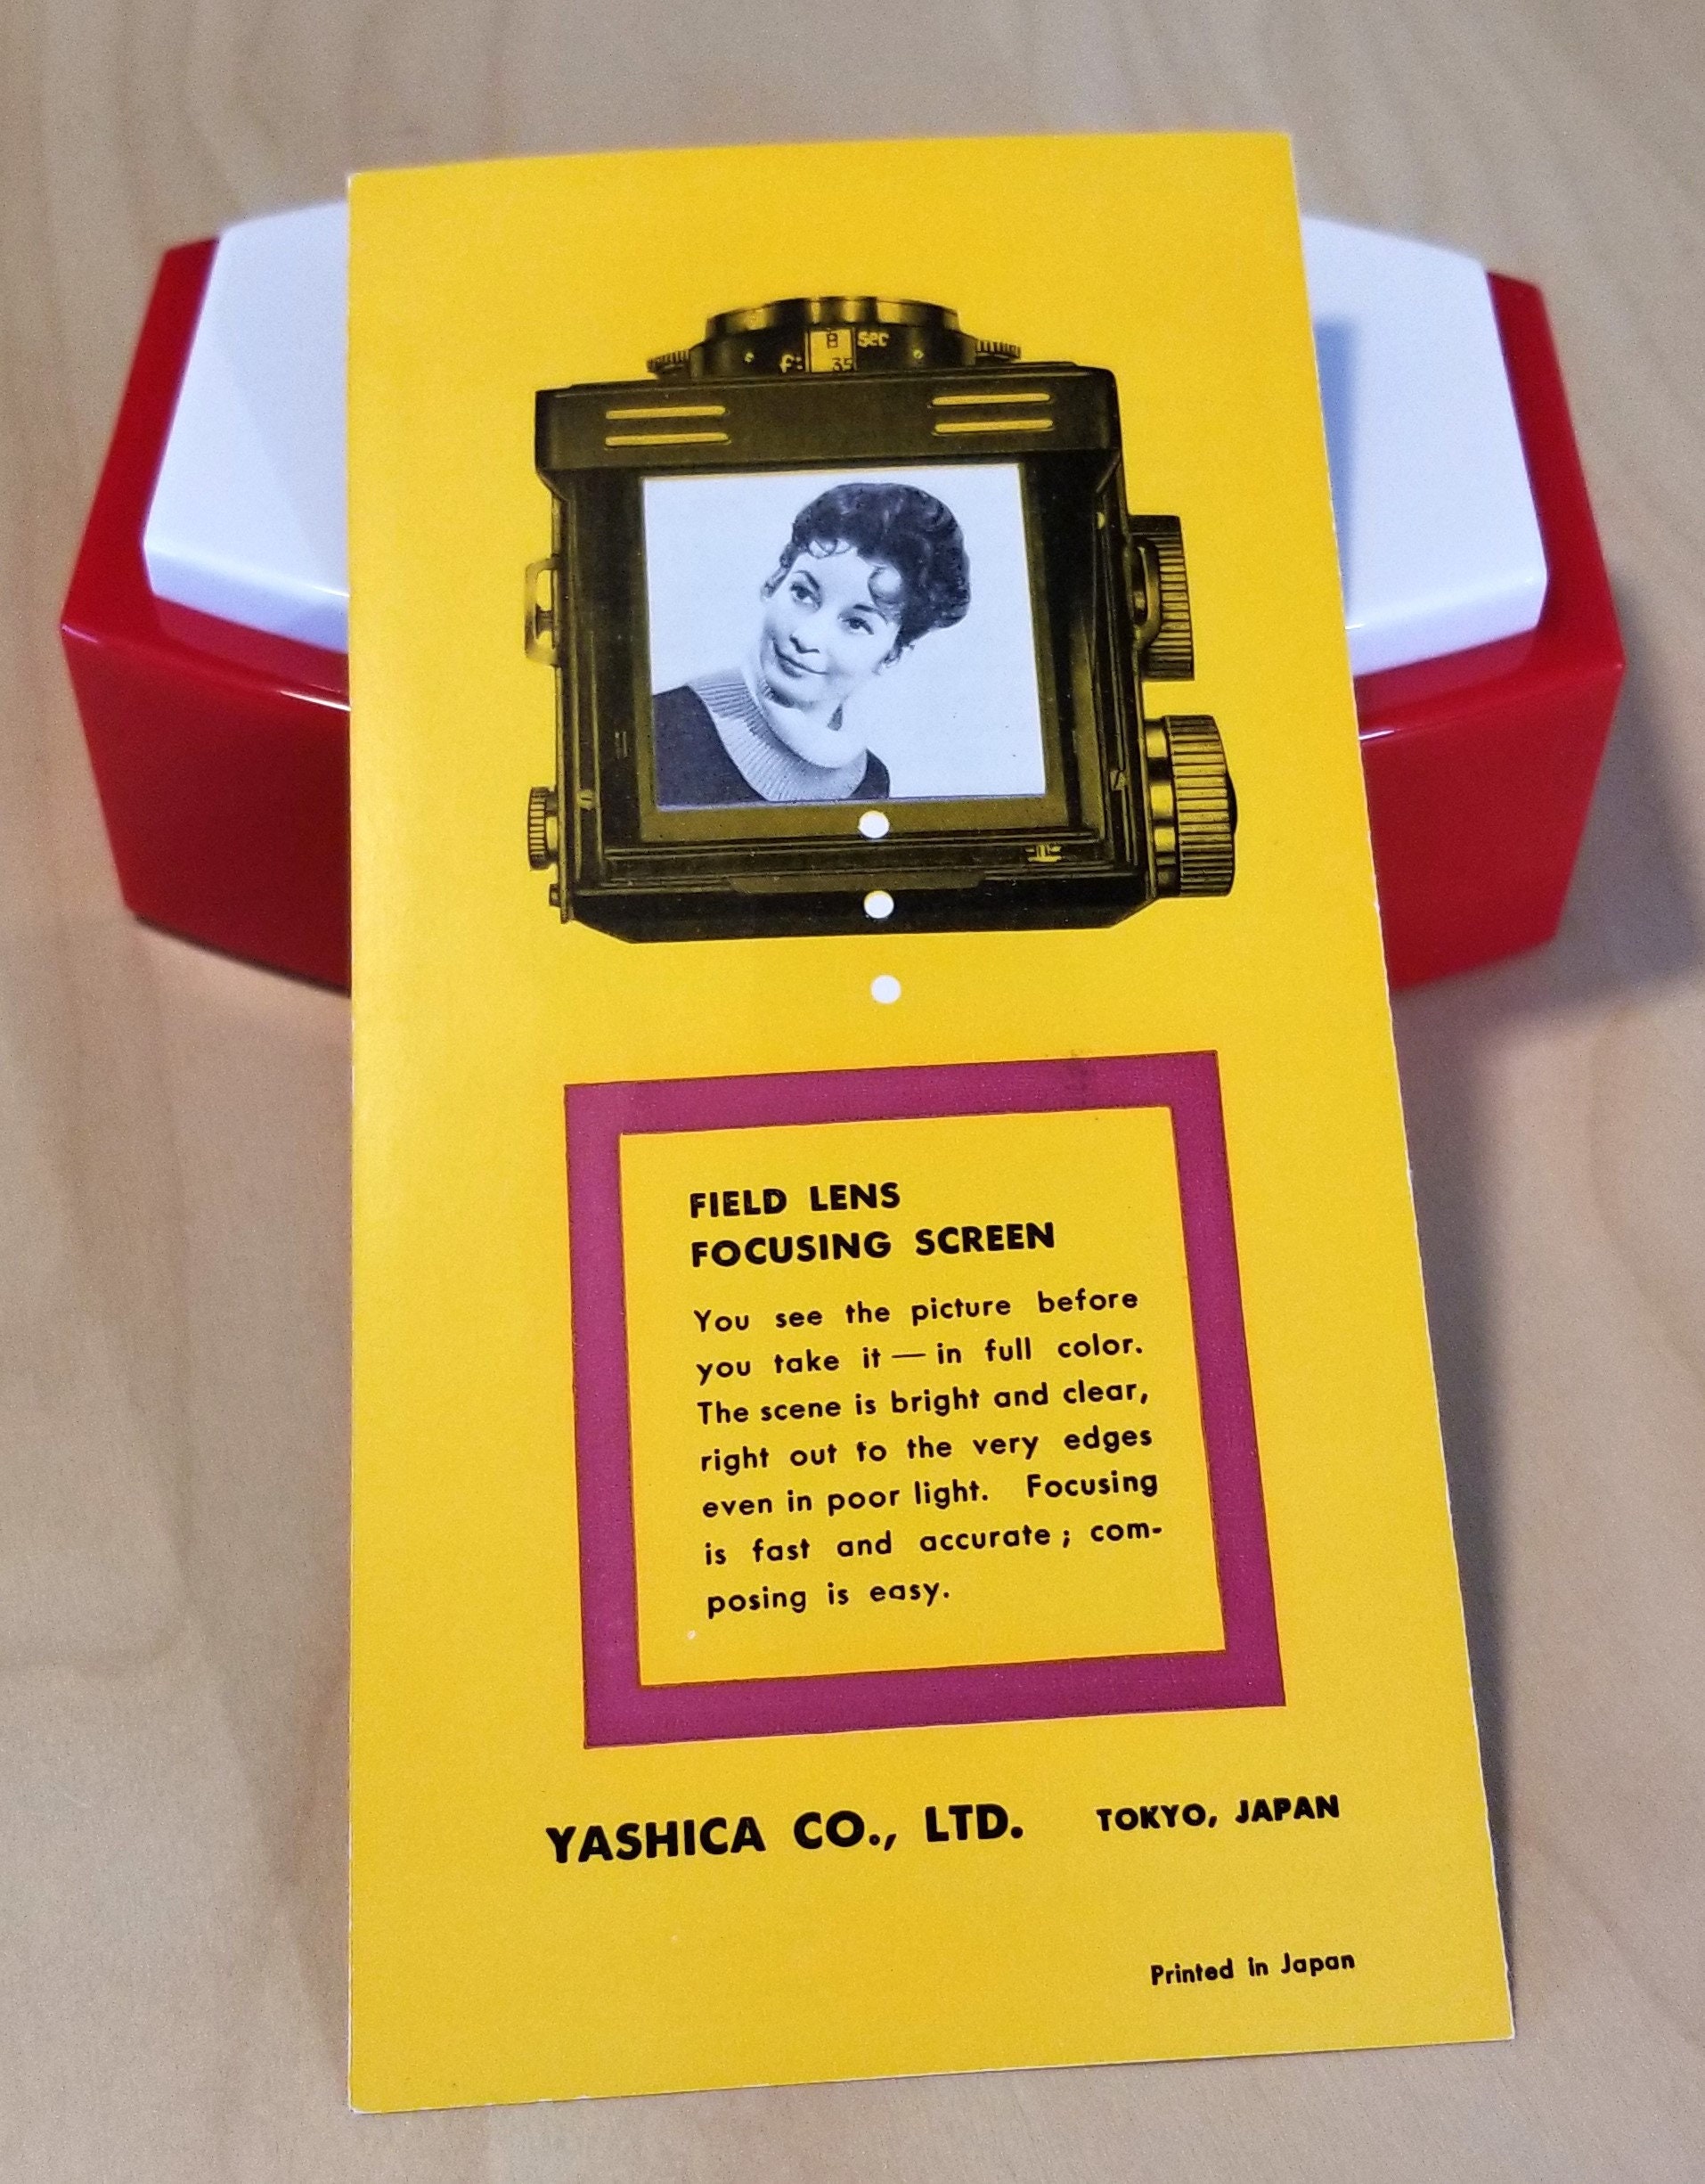 8 sec
f: 35
FIELD LENS
FOCUSING SCREEN
You see the picture before
you take it — in full color.
The scene is bright and clear,
right out to the very edges
even in poor light. Focusing
is fast and accurate ; com-
posing is easy.
YASHICA CO., LTD. TOKYO, JAPAN
Printed in Japan